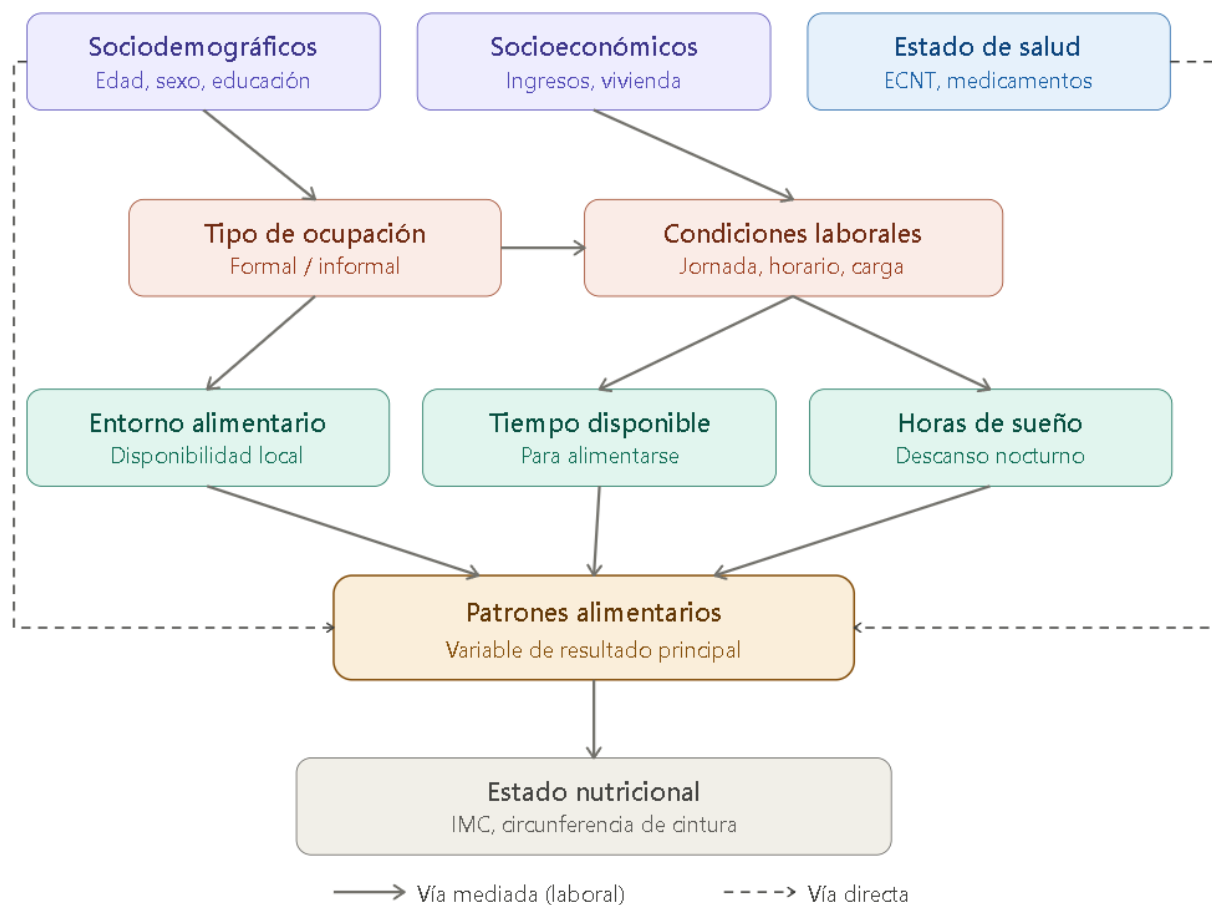 Sociodemográficos
Edad, sexo, educación
Socioeconómicos
Ingresos, vivienda
Estado de salud
ECNT, medicamentos
Tipo de ocupación
Formal / informal
Condiciones laborales
Jornada, horario, carga
Entorno alimentario
Disponibilidad local
Tiempo disponible
Para alimentarse
Horas de sueño
Descanso nocturno
Patrones alimentarios
Variable de resultado principal
Estado nutricional
IMC, circunferencia de cintura
Vía mediada (laboral)
Vía directa